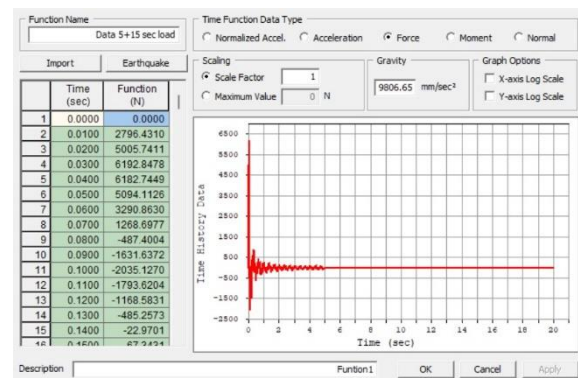 Function Name
Data 5+15 sec load
Import Earthquake
Time (sec) Function (N)
1 0.0000 0.0000
2 0.0100 2796.4310
3 0.0200 5005.7411
4 0.0300 6192.8478
5 0.0400 6182.7449
6 0.0500 5094.1126
7 0.0600 3290.8630
8 0.0700 1268.6977
9 0.0800 -487.4004
10 0.0900 -1631.6372
11 0.1000 -2035.1270
12 0.1100 -1793.6204
13 0.1200 -1168.5831
14 0.1300 -485.2573
15 0.1400 -22.9701
16 0.1500 67.3431
Time Function Data Type
Normalized Accel. Acceleration Force Moment Normal
Scaling
Scale Factor 1
Maximum Value 0 N
Gravity
9806.65 mm/sec²
Graph Options
X-axis Log Scale
Y-axis Log Scale
Time History Data
6500
5500
4500
3500
2500
1500
500
-500
-1500
-2500
0 2 4 6 8 10 12 14 16 18 20
Time (sec)
Description Funtion1 OK Cancel Apply